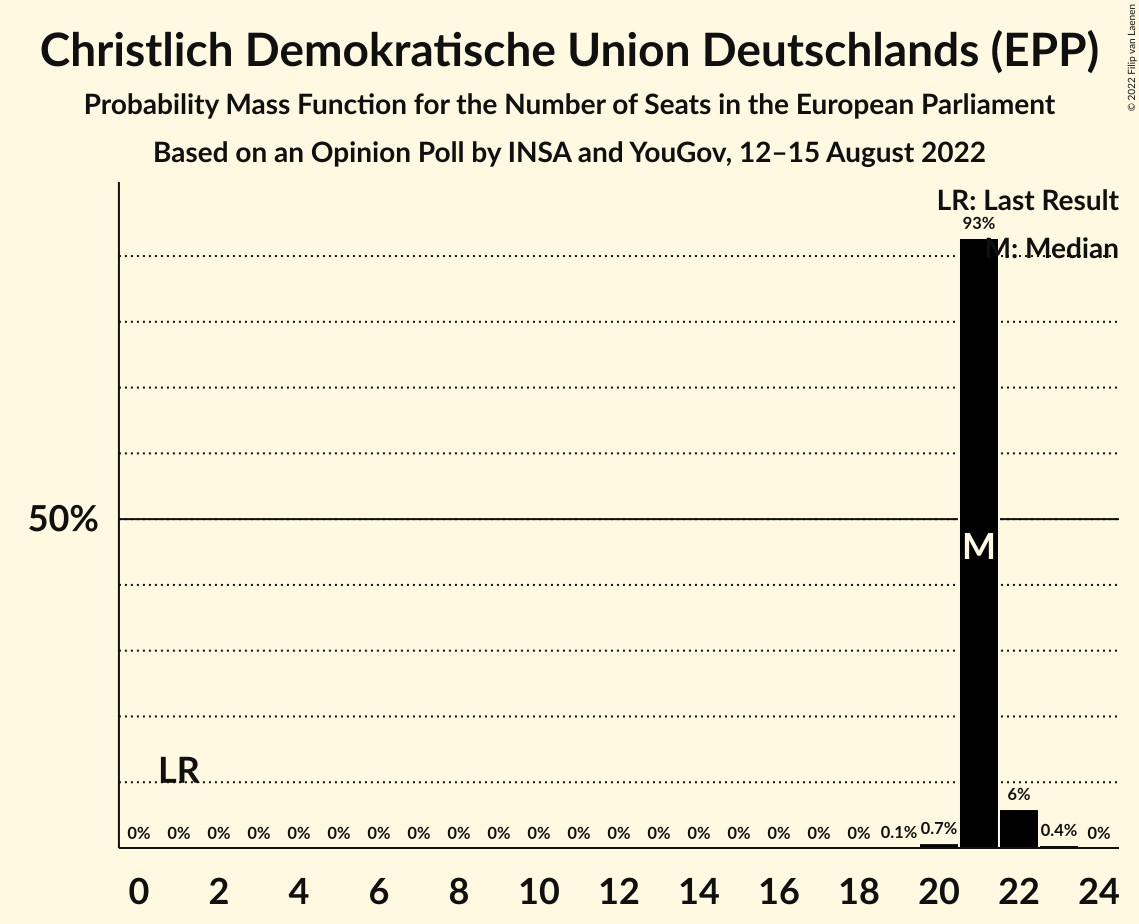 Christlich Demokratische Union Deutschlands (EPP)
Probability Mass Function for the Number of Seats in the European Parliament
Based on an Opinion Poll by INSA and YouGov, 12–15 August 2022
© 2022 Filip van Laenen
LR: Last Result
93%
M: Median
50%
M
LR
6%
0% 0% 0% 0% 0% 0% 0% 0% 0% 0% 0% 0% 0% 0% 0% 0% 0% 0% 0% 0.1% 0.7% 0.4% 0%
0 2 4 6 8 10 12 14 16 18 20 22 24